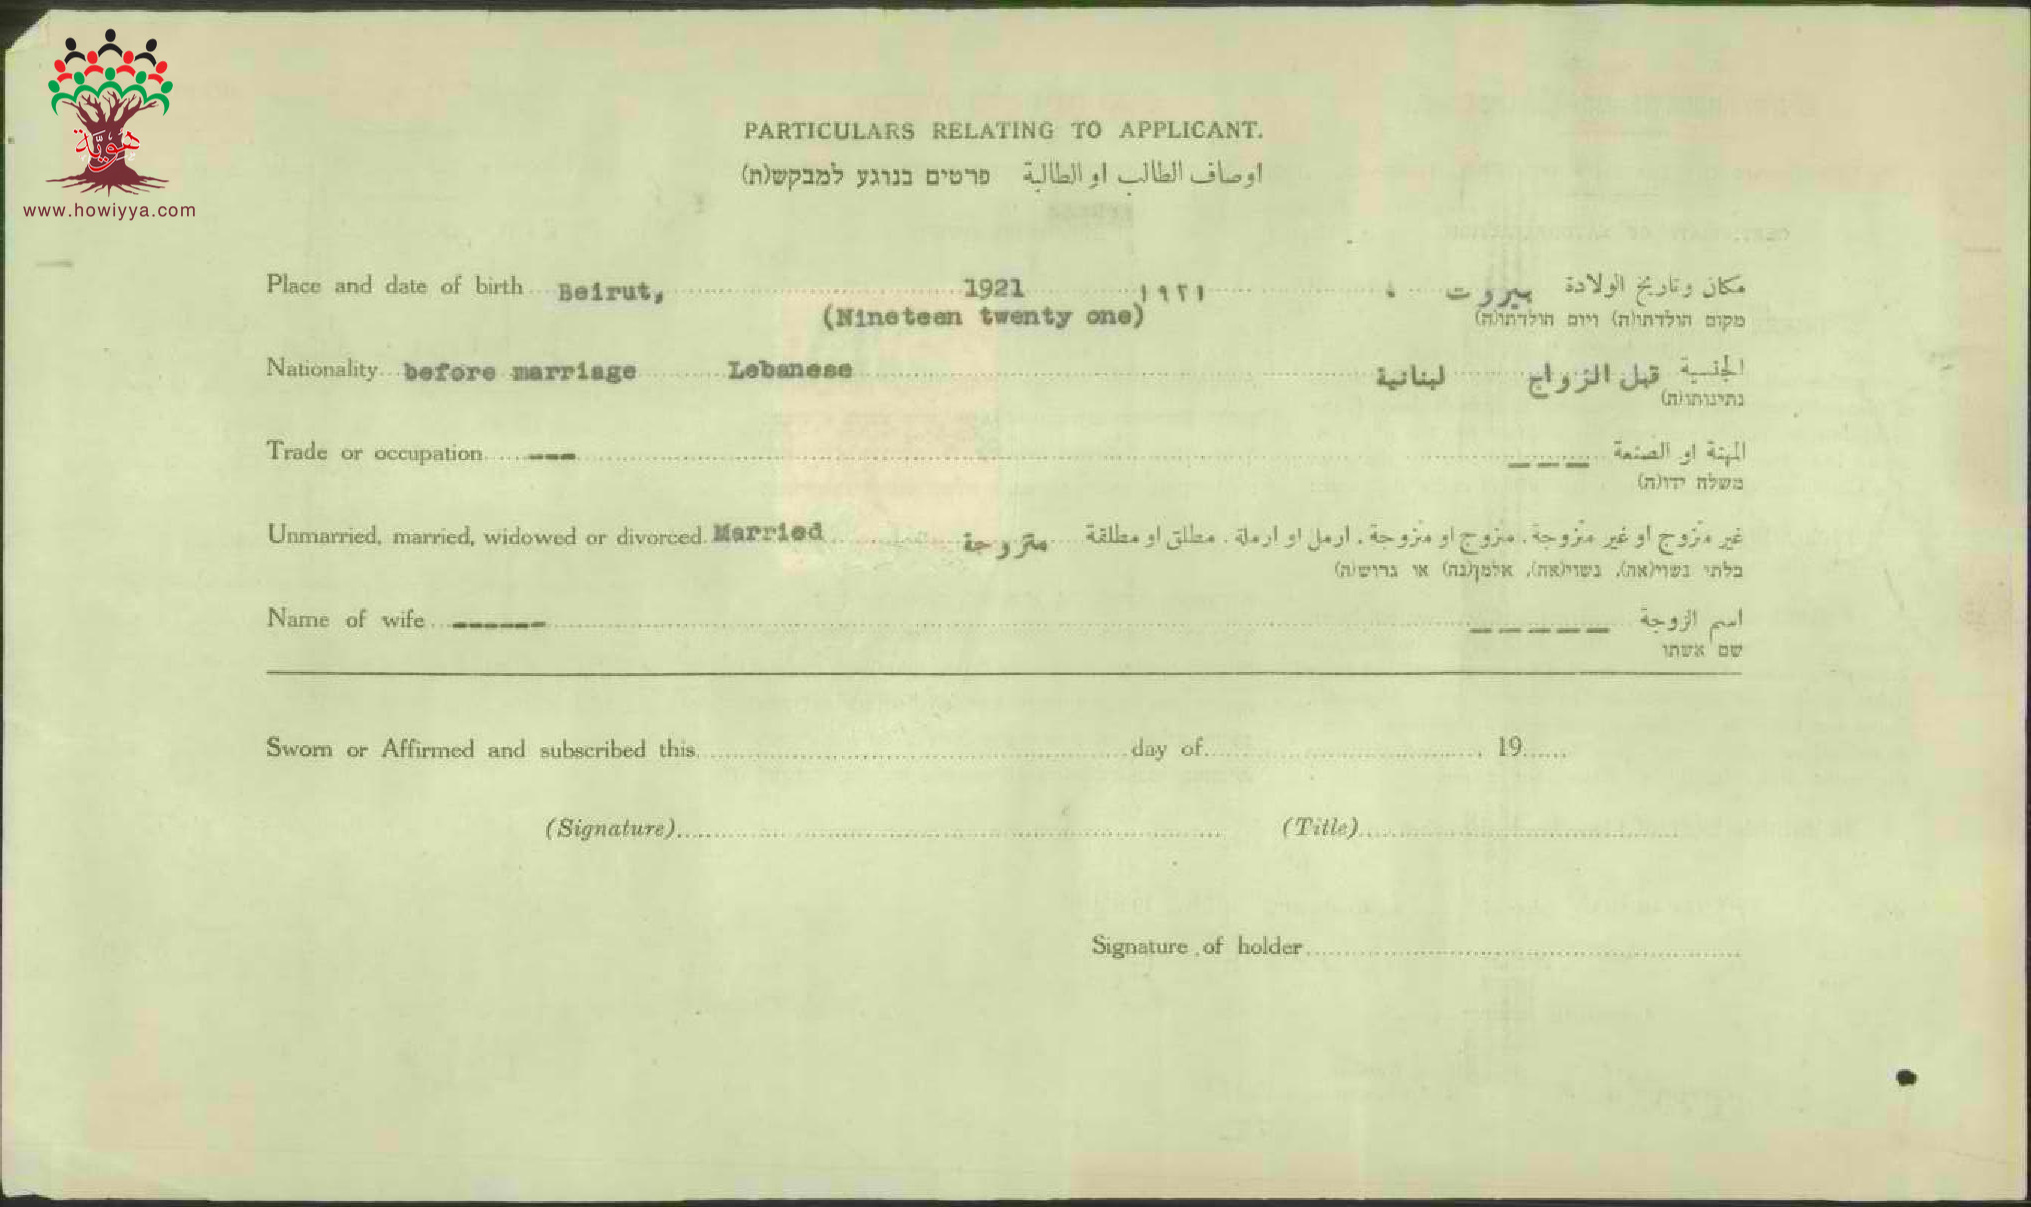 هويّة
www.howiyya.com
PARTICULARS RELATING TO APPLICANT.
اوصاف الطالب او الطالبة פרטים בנוגע למבקש(ת)
Place and date of birth Beirut, 1921 ١٩٢١ بيروت ، مكان وتاريخ الولادة
(Nineteen twenty one) מקום הולדתו(ה) ויום הולדתו(ה)
Nationality before marriage Lebanese لبنانية قبل الزواج الجنسية
נתינותו(ה)
Trade or occupation --- --- المهنة او الصنعة
משלח ידו(ה)
Unmarried, married, widowed or divorced. Married متزوجة غير متزوج او غير متزوجة، متزوج او متزوجة، ارمل او ارملة، مطلق او مطلقة
בלתי נשוי(אה), נשוי(אה), אלמן(נה) או גרוש(ה)
Name of wife ------ ----- اسم الزوجة
שם אשתו
Sworn or Affirmed and subscribed this day of , 19
(Signature) (Title)
Signature of holder